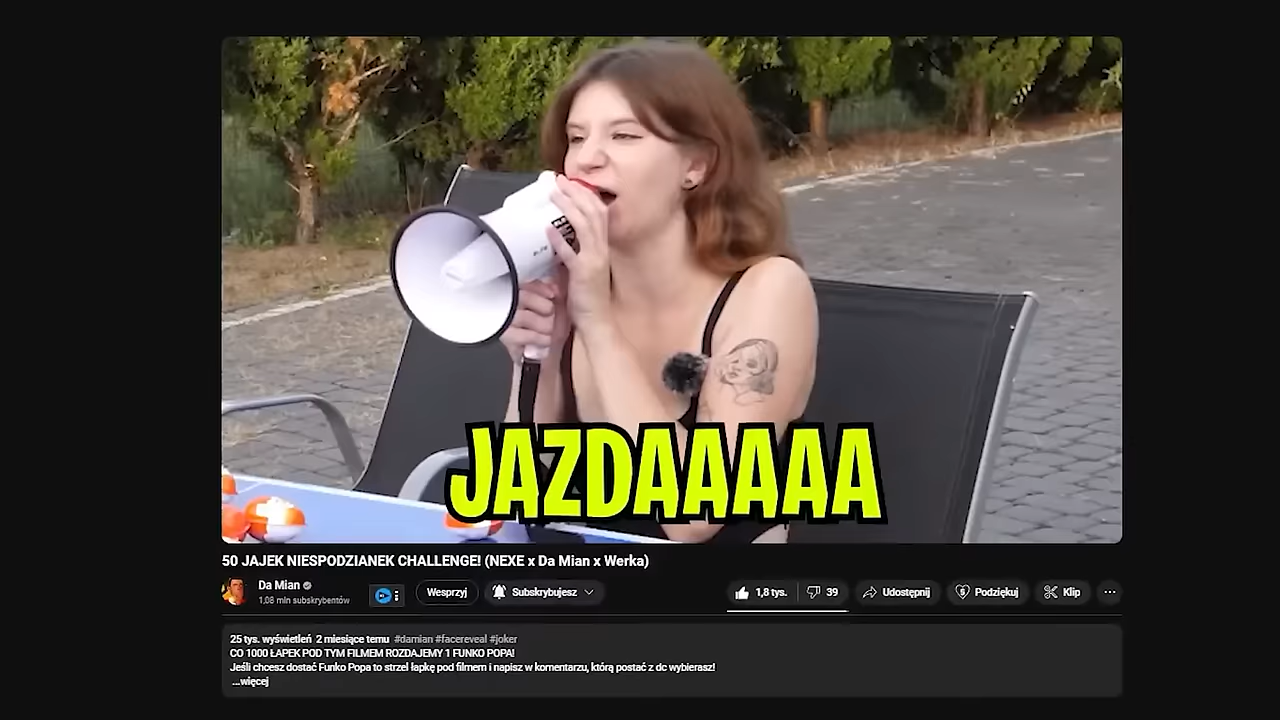 JAZDAAAAA
50 JAJEK NIESPODZIANEK CHALLENGE! (NEXE x Da Mian x Werka)
Da Mian
1,08 mln subskrybentów
Wesprzyj
Subskrybujesz
1,8 tys.
39
Udostępnij
Podziękuj
Klip
25 tys. wyświetleń 2 miesiące temu #damian #facereveal #joker
CO 1000 ŁAPEK POD TYM FILMEM ROZDAJEMY 1 FUNKO POPA!
Jeśli chcesz dostać Funko Popa to strzel łapkę pod filmem i napisz w komentarzu, którą postać z dc wybierasz!
...więcej